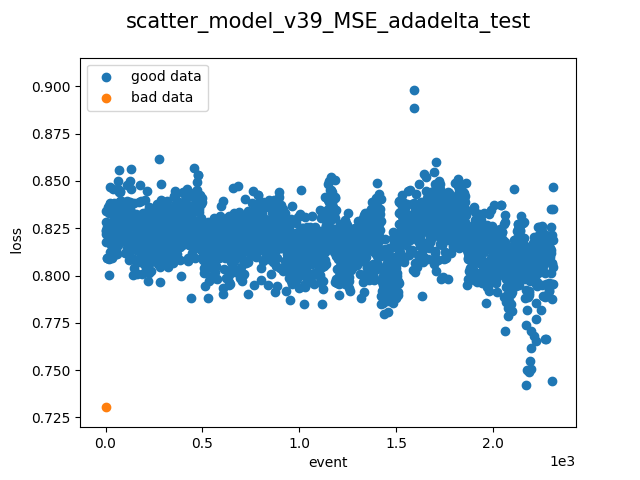 scatter_model_v39_MSE_adadelta_test
good data
bad data
0.900
0.875
0.850
0.825
0.800
0.775
0.750
0.725
loss
0.0
0.5
1.0
1.5
2.0
1e3
event